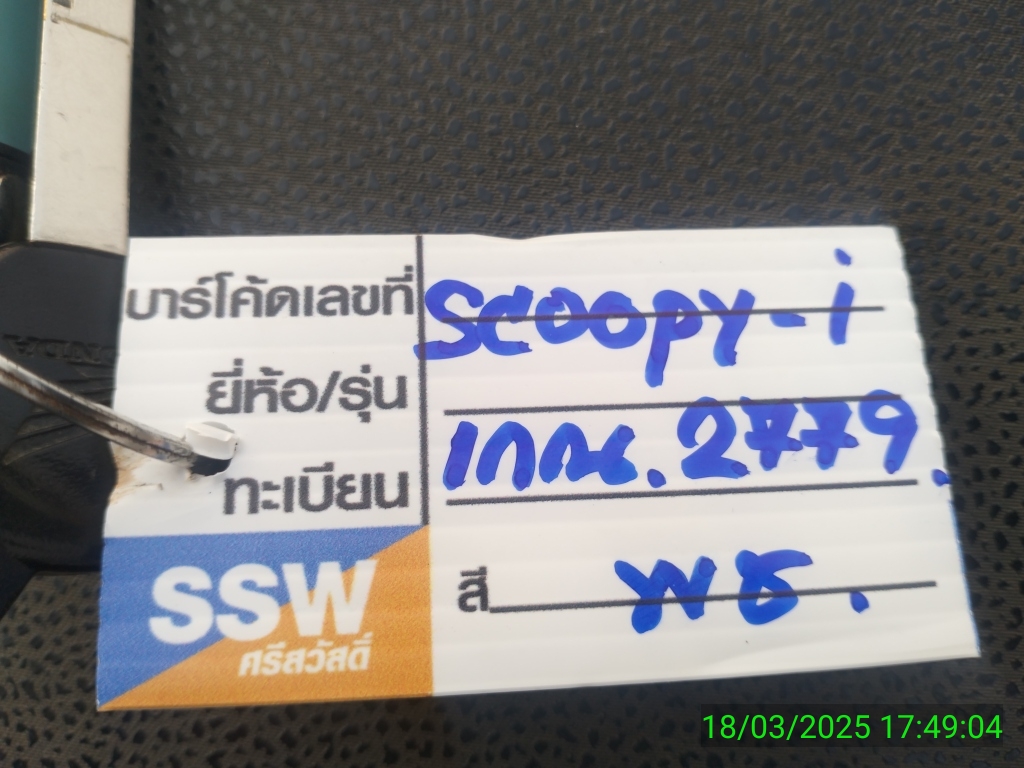 บาร์โค้ดเลขที่ scoopy-i
ยี่ห้อ/รุ่น
ทะเบียน 1กณ. 2779.
SSW
ศรีสวัสดิ์
สี พธ.
18/03/2025 17:49:04